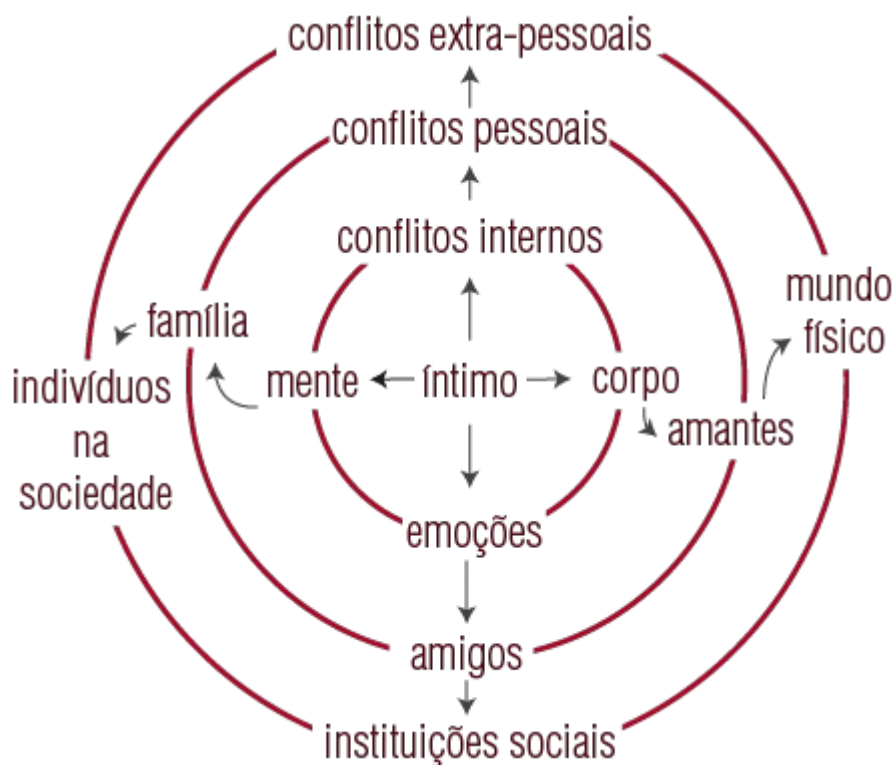 conflitos extra-pessoais
conflitos pessoais
conflitos internos
família
mundo
físico
indivíduos
na
sociedade
mente
íntimo
corpo
amantes
emoções
amigos
instituições sociais